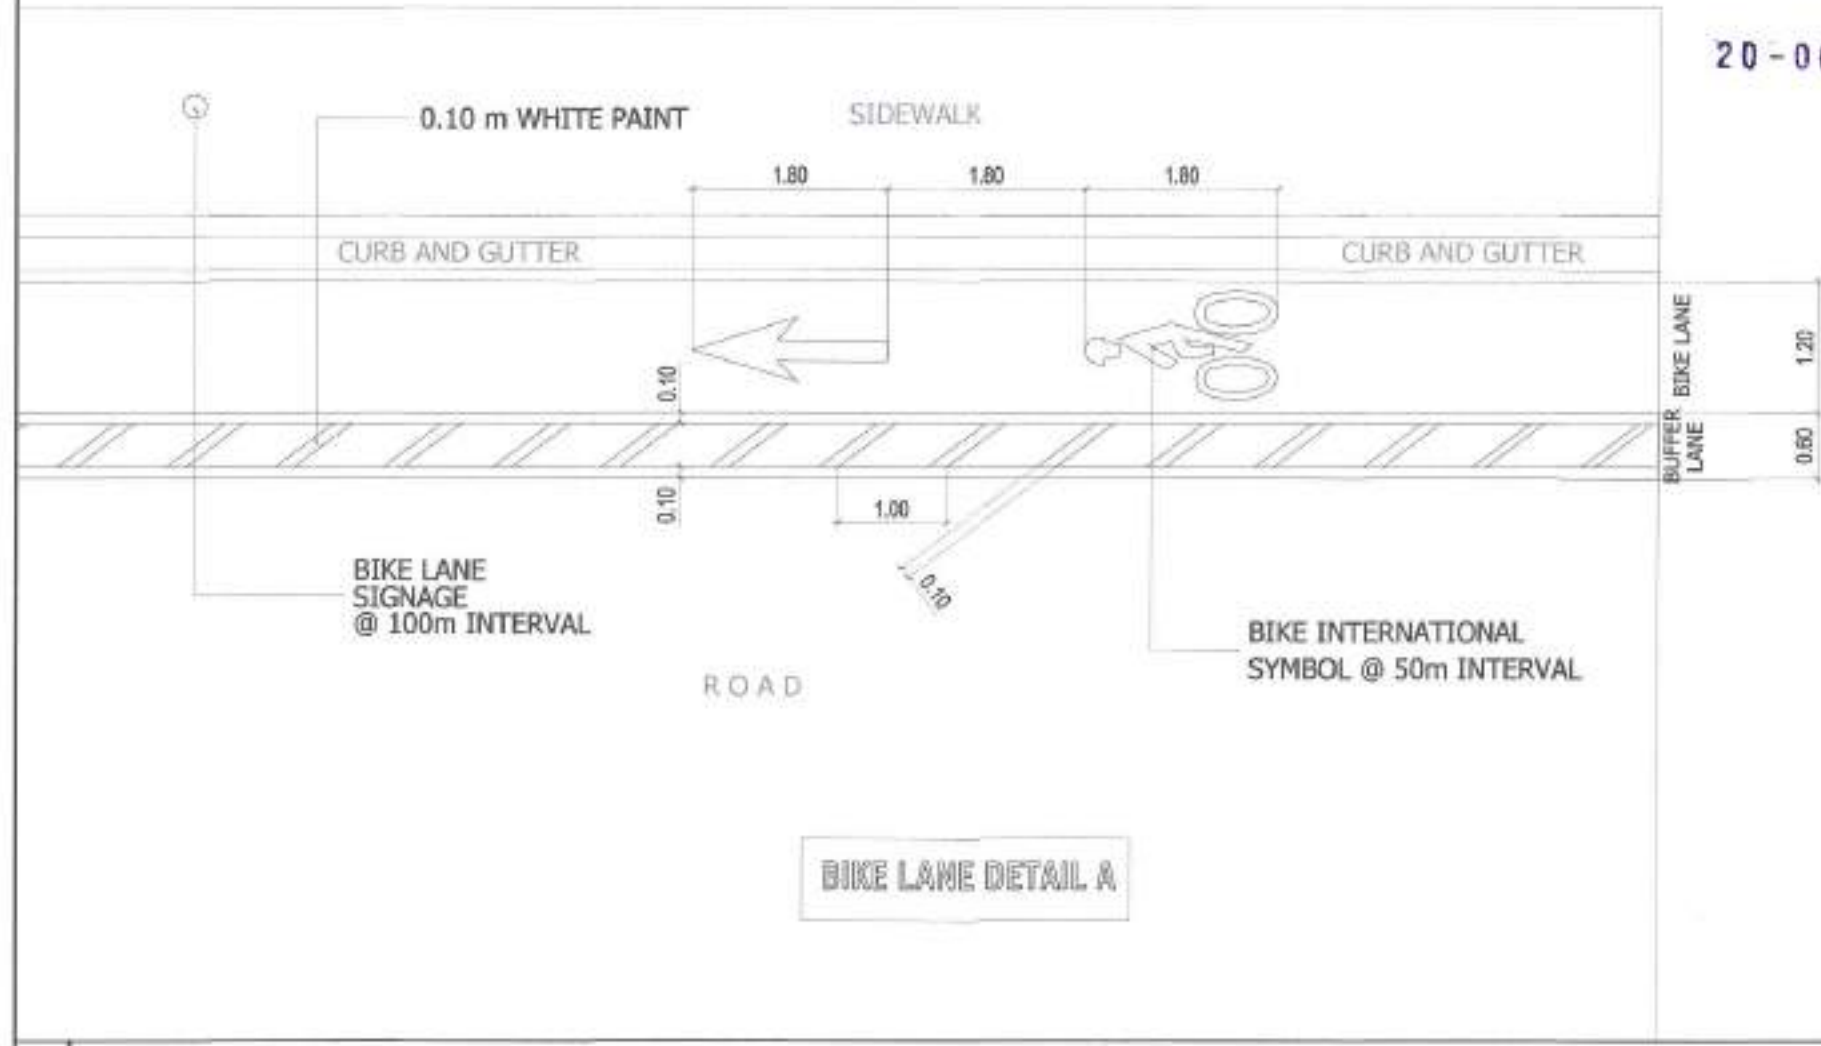 20-0
0.10 m WHITE PAINT
SIDEWALK
1.80
1.80
1.80
CURB AND GUTTER
CURB AND GUTTER
BIKE LANE
1.20
0.10
BUFFER
LANE
0.60
0.10
1.00
0.10
BIKE LANE
SIGNAGE
@ 100m INTERVAL
BIKE INTERNATIONAL
SYMBOL @ 50m INTERVAL
ROAD
BIKE LANE DETAIL A